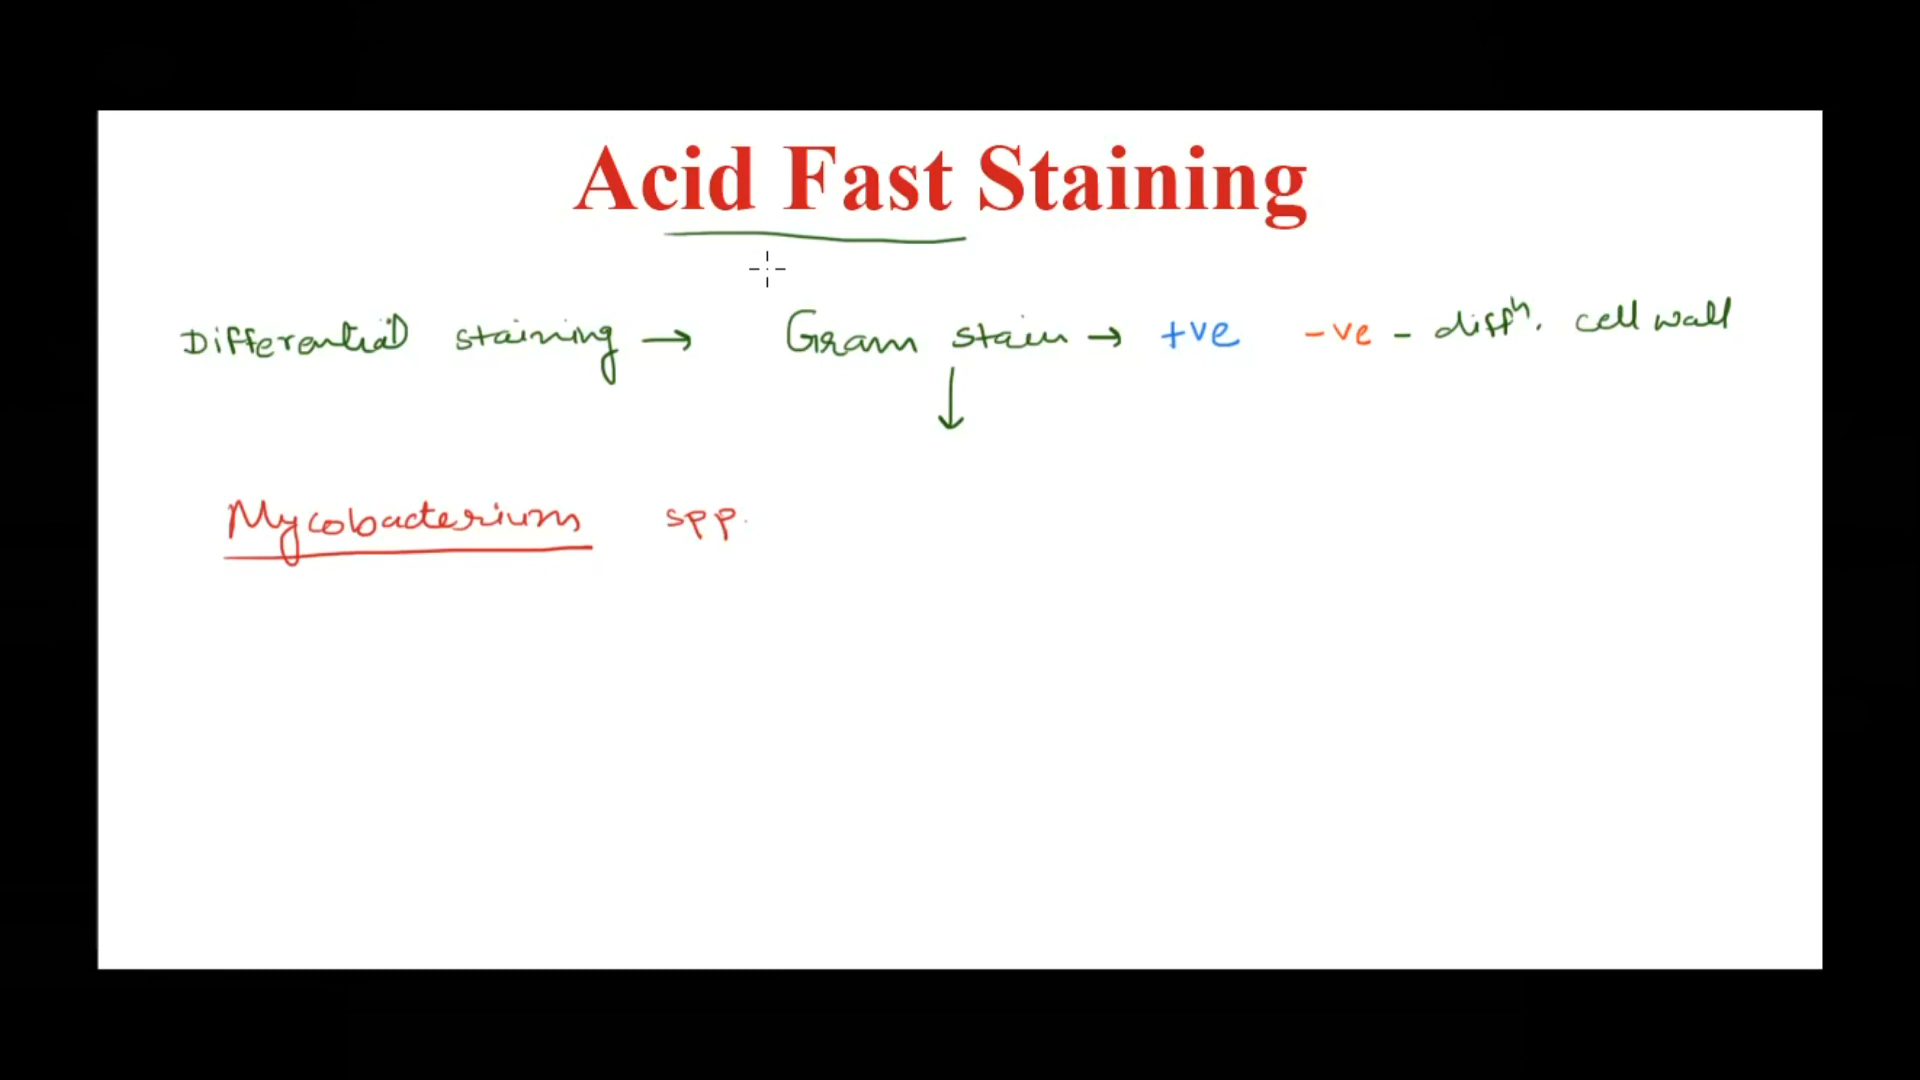 Acid Fast Staining
Differential staining → Gram stain → +ve -ve - diffn. cell wall
↓
Mycobacterium spp.